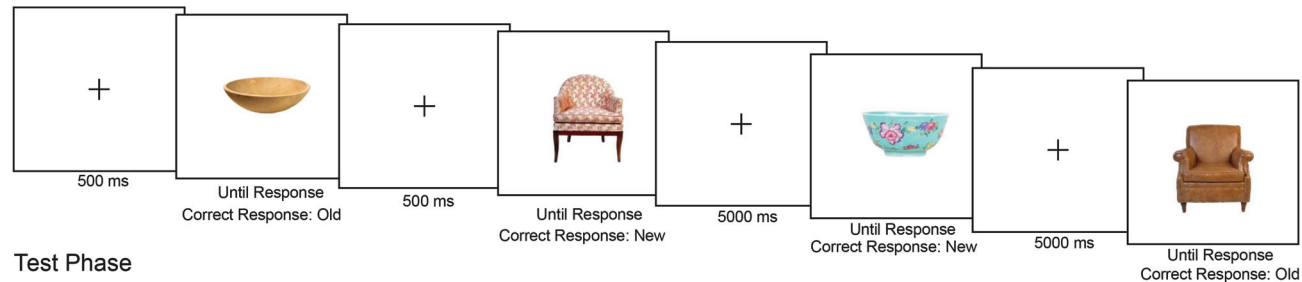 500 ms
Until Response
Correct Response: Old
500 ms
Until Response
Correct Response: New
5000 ms
Until Response
Correct Response: New
5000 ms
Until Response
Correct Response: Old
Test Phase